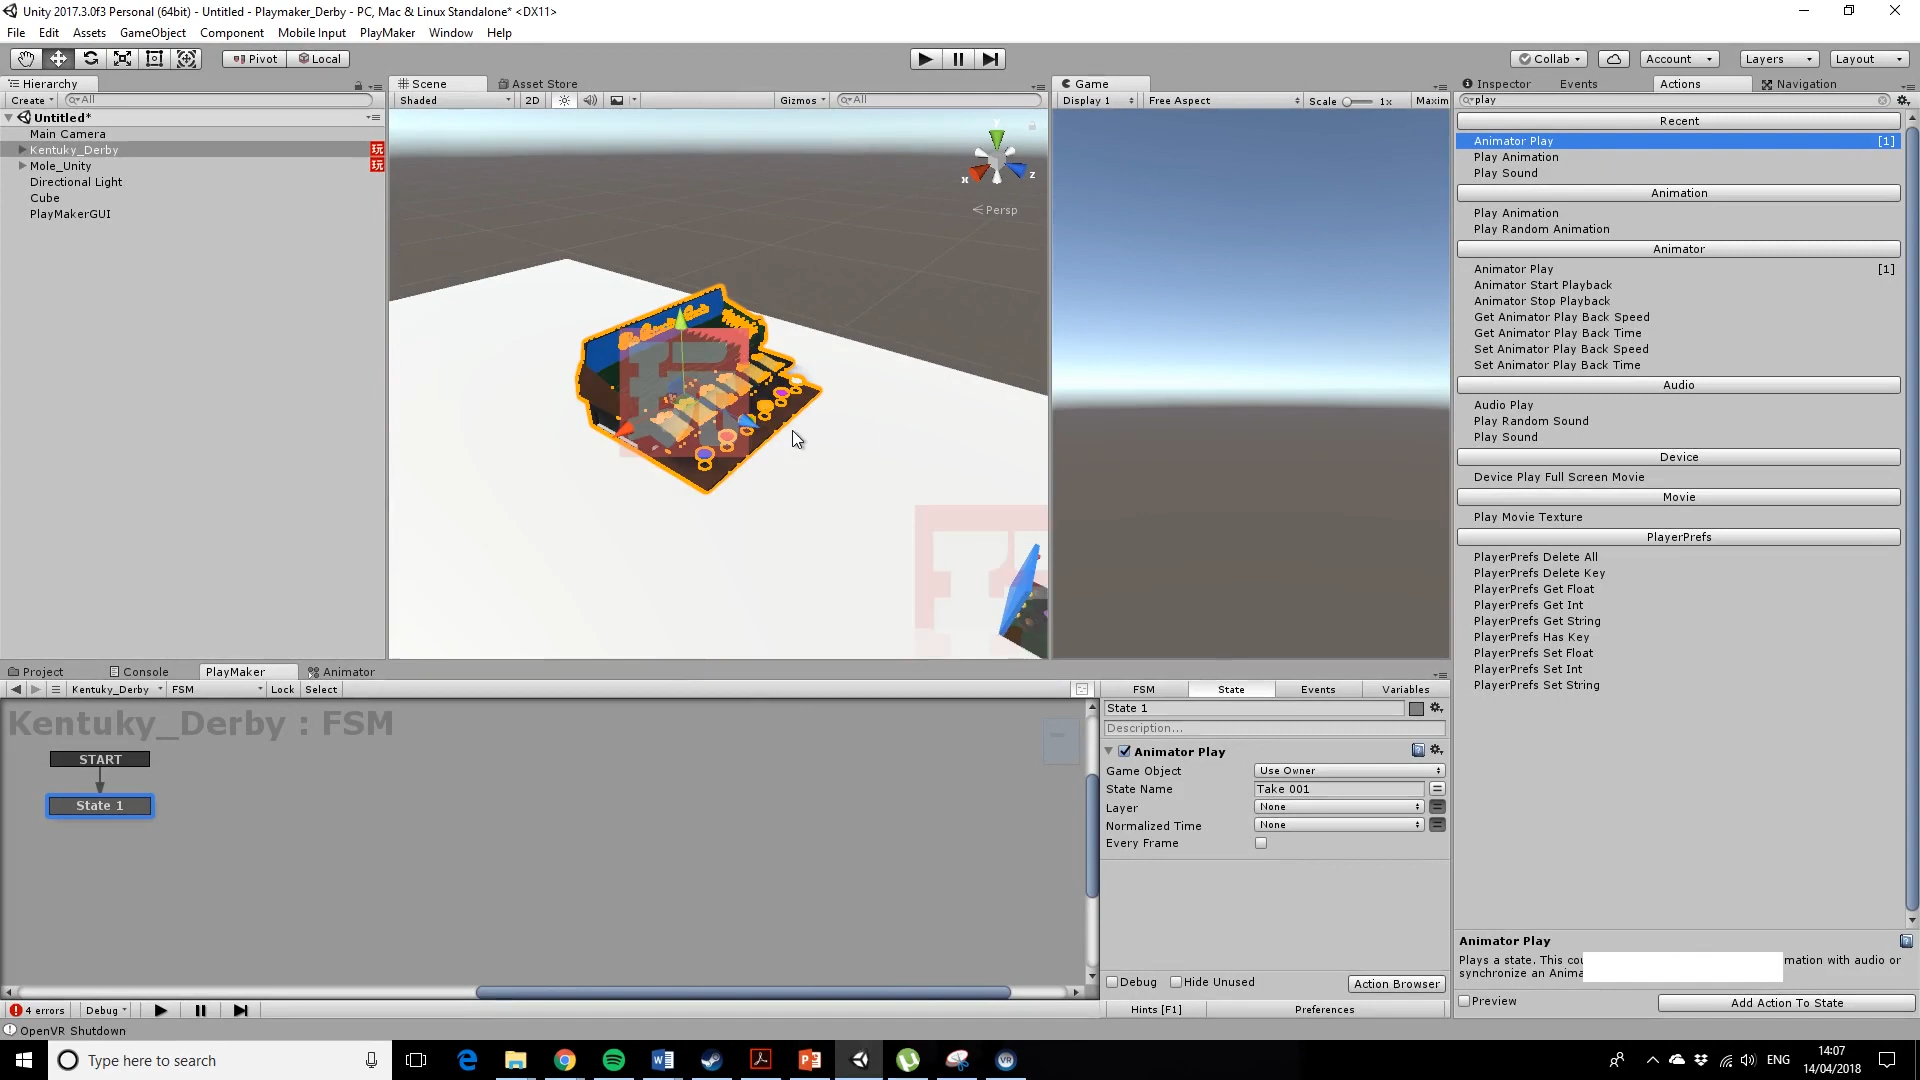 Unity 2017.3.0f3 Personal (64bit) - Untitled - Playmaker_Derby - PC, Mac & Linux Standalone* <DX11>
File Edit Assets GameObject Component Mobile Input PlayMaker Window Help
Pivot Local Collab Account Layers Layout
Hierarchy Scene Asset Store Game Inspector Events Actions Navigation
Create All Shaded 2D Gizmos All Display 1 Free Aspect Scale 1x Maxim play
Untitled*
Main Camera
Kentuky_Derby
Mole_Unity
Directional Light
Cube
PlayMakerGUI
y
x
z
Persp
Recent
Animator Play [1]
Play Animation
Play Sound
Animation
Play Animation
Play Random Animation
Animator
Animator Play [1]
Animator Start Playback
Animator Stop Playback
Get Animator Play Back Speed
Get Animator Play Back Time
Set Animator Play Back Speed
Set Animator Play Back Time
Audio
Audio Play
Play Random Sound
Play Sound
Device
Device Play Full Screen Movie
Movie
Play Movie Texture
PlayerPrefs
PlayerPrefs Delete All
PlayerPrefs Delete Key
PlayerPrefs Get Float
PlayerPrefs Get Int
PlayerPrefs Get String
PlayerPrefs Has Key
PlayerPrefs Set Float
PlayerPrefs Set Int
PlayerPrefs Set String
Project Console PlayMaker Animator
Kentuky_Derby FSM Lock Select
Kentuky_Derby : FSM
START
State 1
FSM State Events Variables
State 1
Description...
Animator Play
Game Object Use Owner
State Name Take 001
Layer None
Normalized Time None
Every Frame
Debug Hide Unused Action Browser
Hints [F1] Preferences
Animator Play
Plays a state. This cou mation with audio or
synchronize an Anima
Preview Add Action To State
4 errors Debug
OpenVR Shutdown
Type here to search
ENG
14:07
14/04/2018